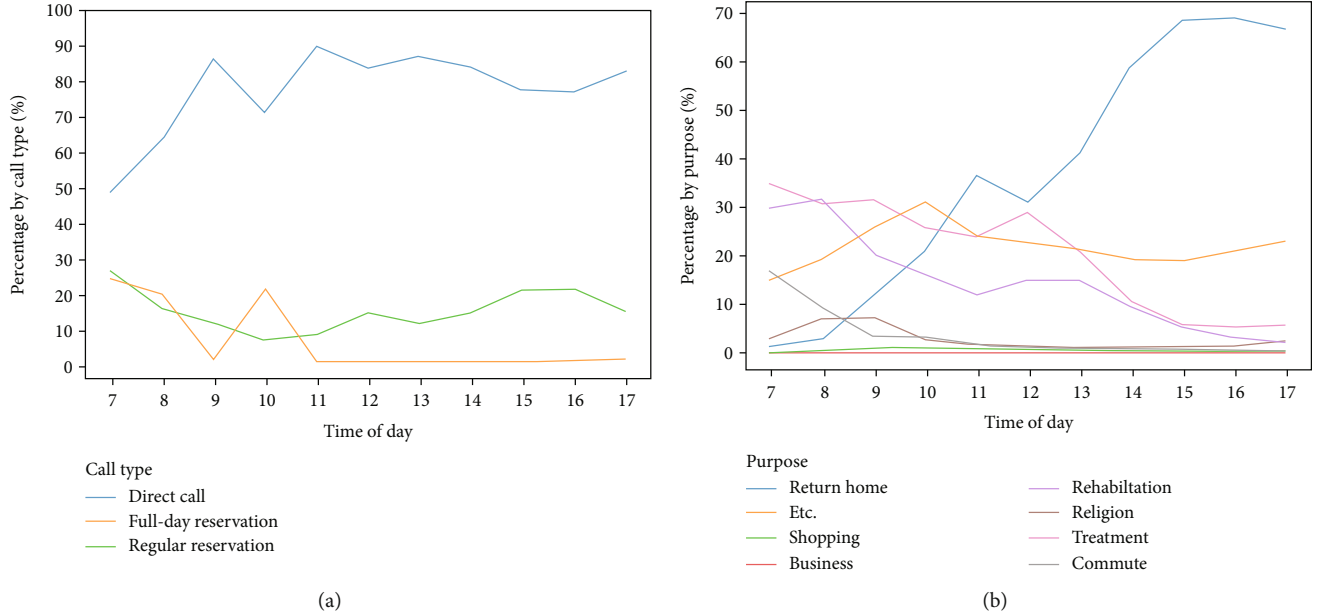 100
90
80
70
60
50
40
30
20
10
0
Percentage by call type (%)
7 8 9 10 11 12 13 14 15 16 17
Time of day
Call type
Direct call
Full-day reservation
Regular reservation
(a)
70
60
50
40
30
20
10
0
Percentage by purpose (%)
7 8 9 10 11 12 13 14 15 16 17
Time of day
Purpose
Return home
Etc.
Shopping
Business
Rehabiltation
Religion
Treatment
Commute
(b)